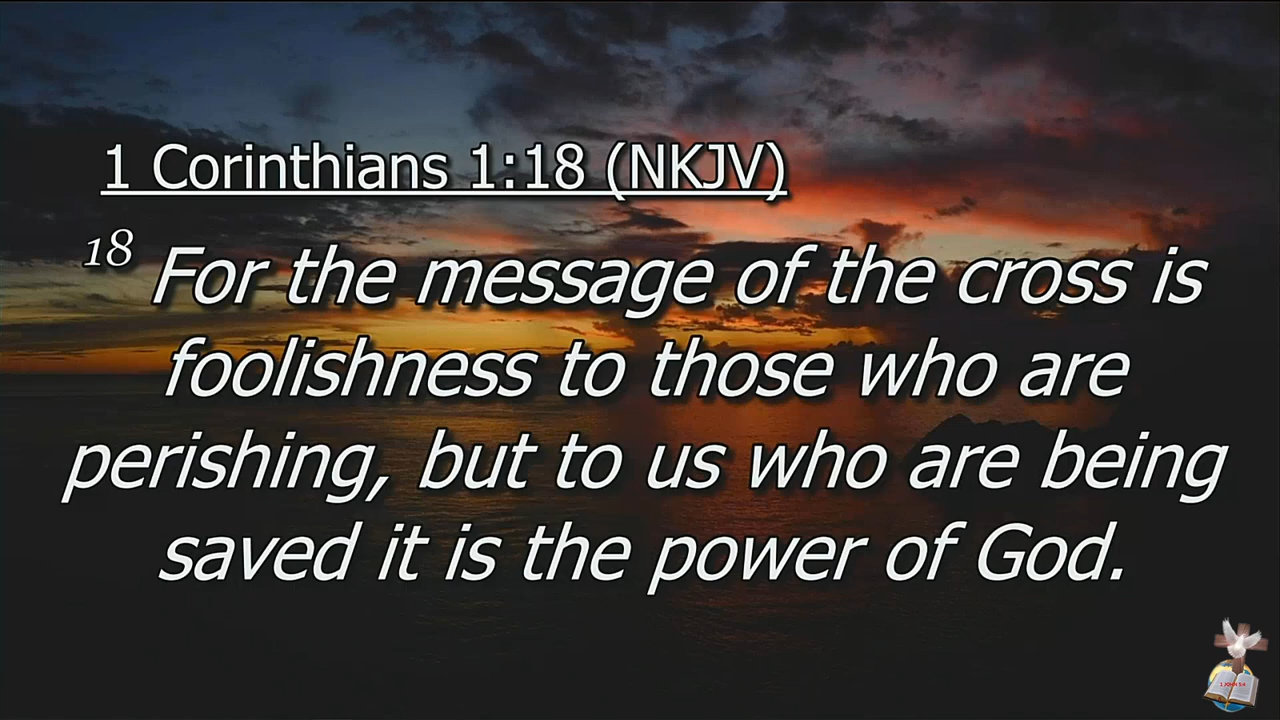 1 Corinthians 1:18 (NKJV)
18 For the message of the cross is
foolishness to those who are
perishing, but to us who are being
saved it is the power of God.